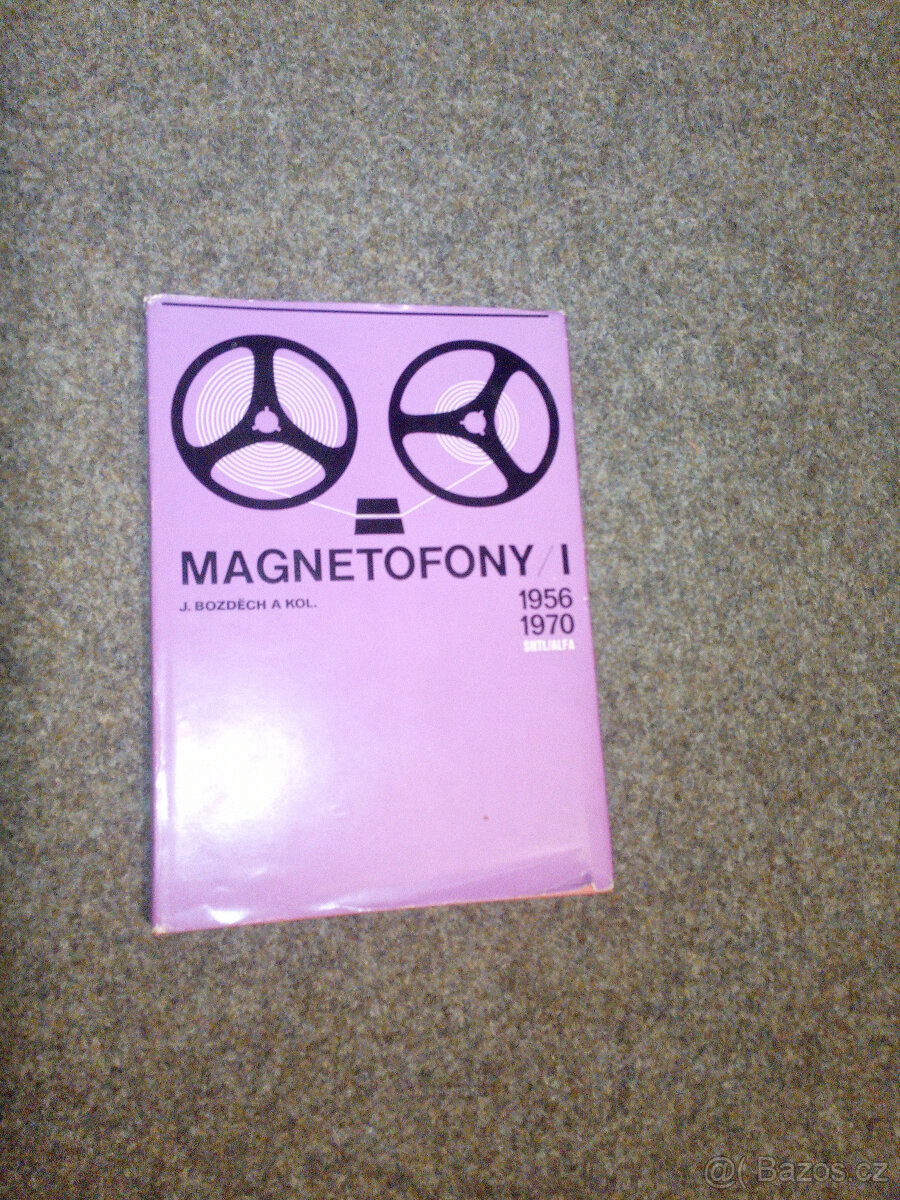 MAGNETOFONY/I
J. BOZDĚCH A KOL.
1956
1970
SNTL/ALFA
@( Bazos.cz